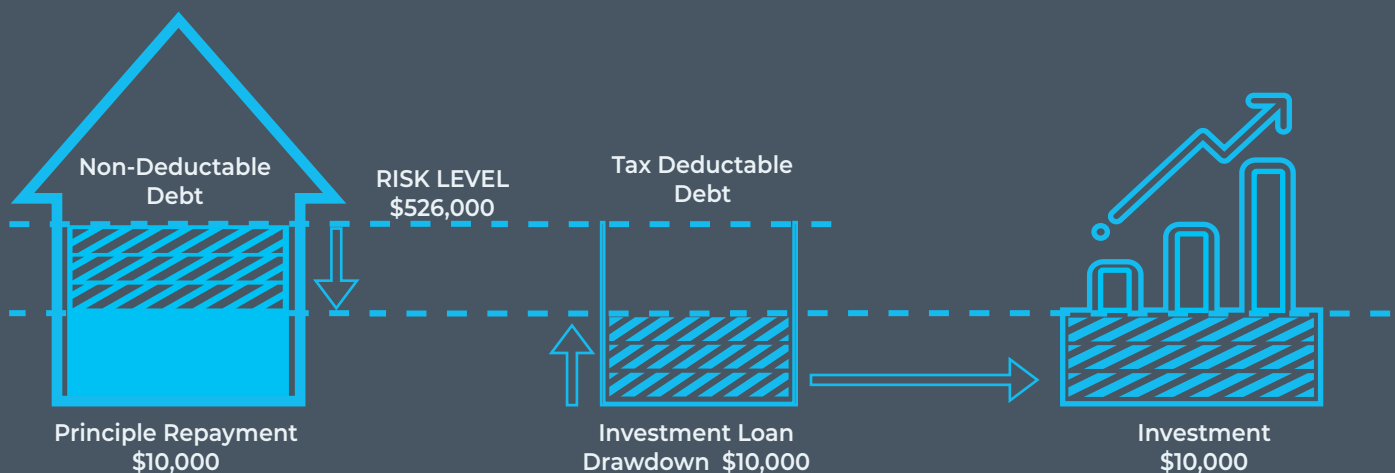 Non-Deductable
Debt
RISK LEVEL
$526,000
Tax Deductable
Debt
Principle Repayment
$10,000
Investment Loan
Drawdown $10,000
Investment
$10,000